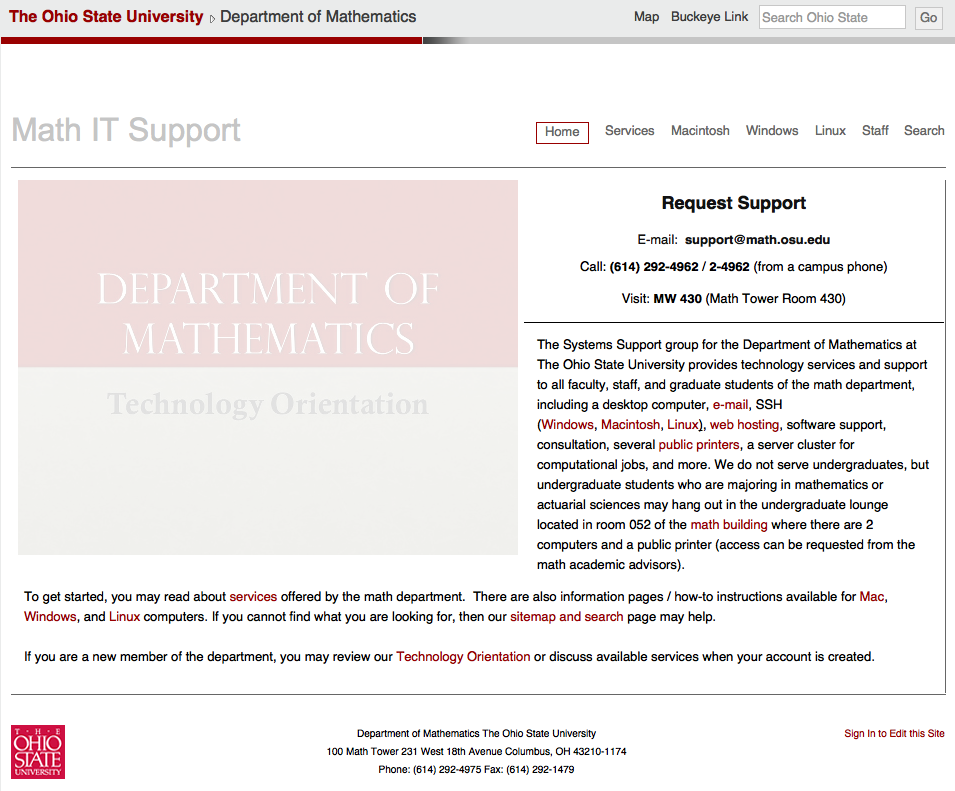 The Ohio State University ▷ Department of Mathematics
Map Buckeye Link Search Ohio State Go
Math IT Support
Home Services Macintosh Windows Linux Staff Search
DEPARTMENT OF
MATHEMATICS
Technology Orientation
Request Support
E-mail: support@math.osu.edu
Call: (614) 292-4962 / 2-4962 (from a campus phone)
Visit: MW 430 (Math Tower Room 430)
The Systems Support group for the Department of Mathematics at
The Ohio State University provides technology services and support
to all faculty, staff, and graduate students of the math department,
including a desktop computer, e-mail, SSH
(Windows, Macintosh, Linux), web hosting, software support,
consultation, several public printers, a server cluster for
computational jobs, and more. We do not serve undergraduates, but
undergraduate students who are majoring in mathematics or
actuarial sciences may hang out in the undergraduate lounge
located in room 052 of the math building where there are 2
computers and a public printer (access can be requested from the
math academic advisors).
To get started, you may read about services offered by the math department. There are also information pages / how-to instructions available for Mac,
Windows, and Linux computers. If you cannot find what you are looking for, then our sitemap and search page may help.
If you are a new member of the department, you may review our Technology Orientation or discuss available services when your account is created.
T · H · E
OHIO
STATE
UNIVERSITY
Department of Mathematics The Ohio State University
100 Math Tower 231 West 18th Avenue Columbus, OH 43210-1174
Phone: (614) 292-4975 Fax: (614) 292-1479
Sign In to Edit this Site